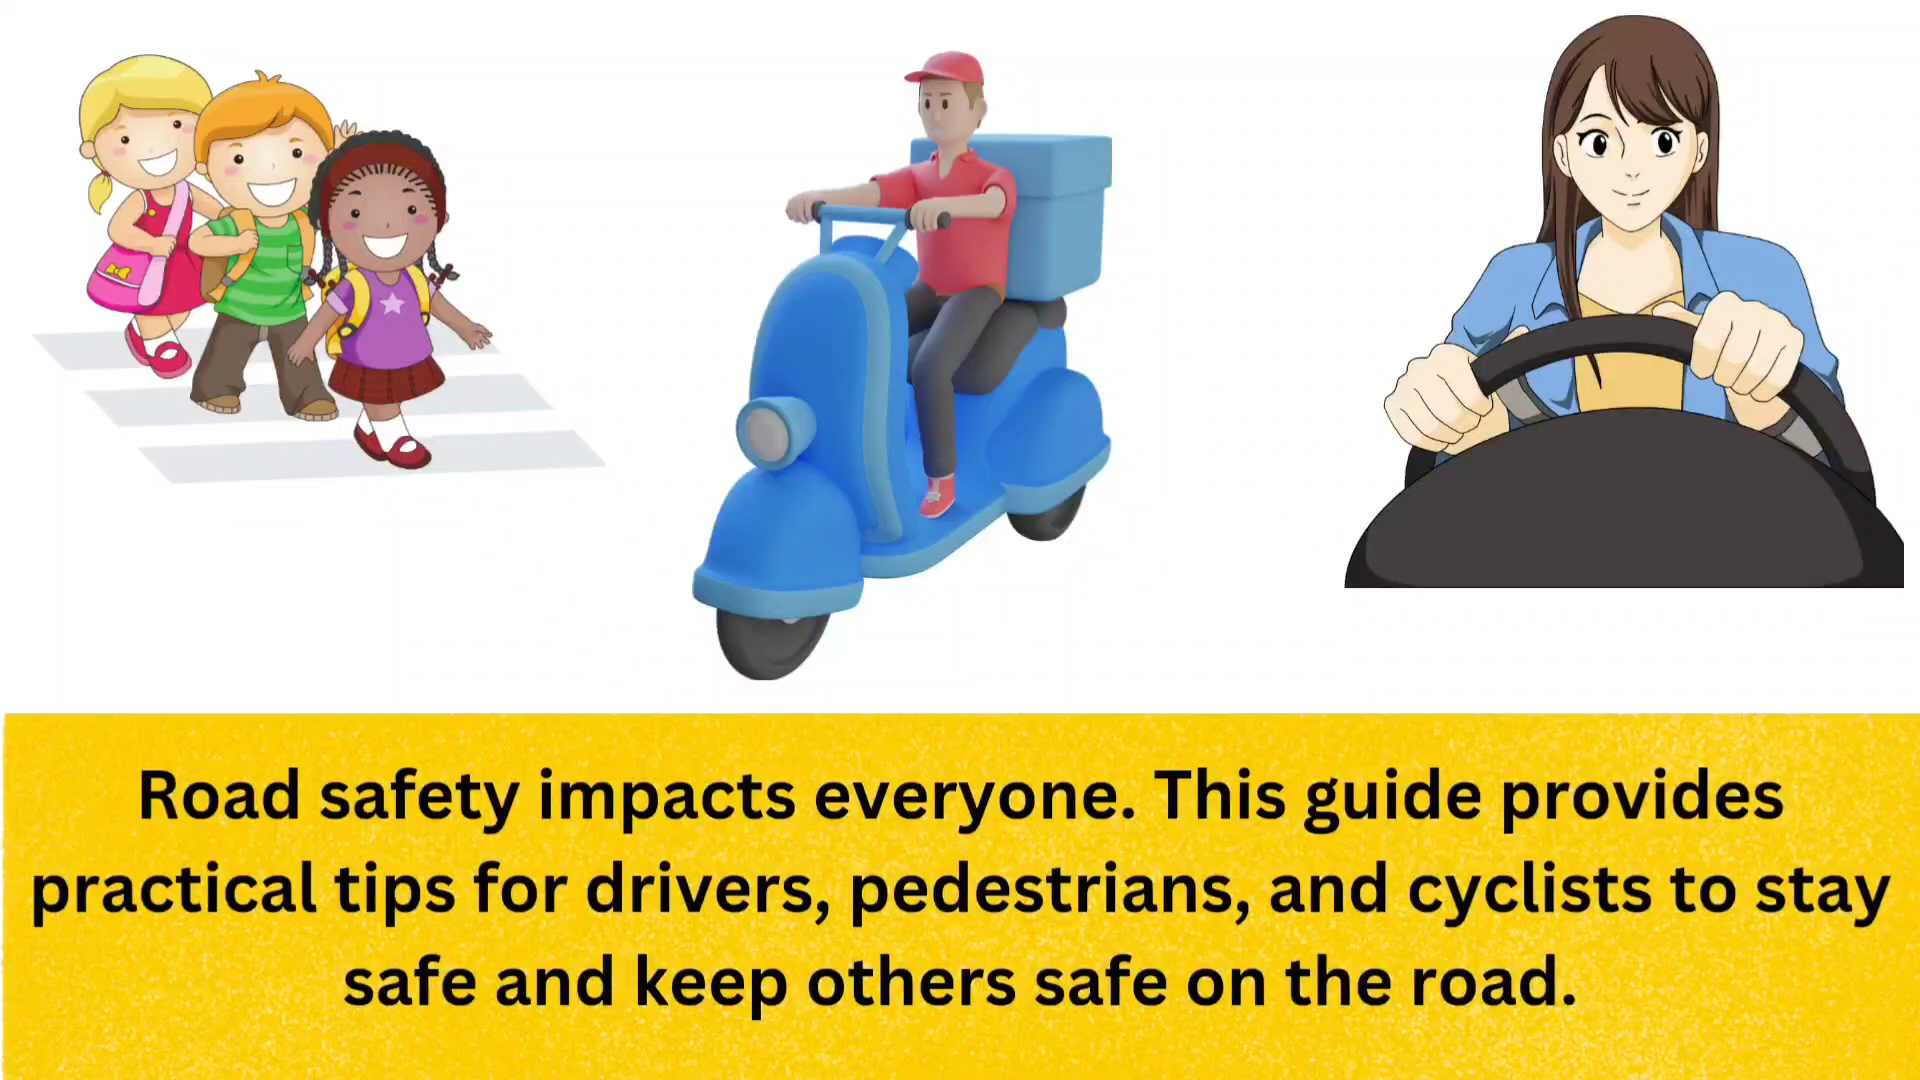 Road safety impacts everyone. This guide provides
practical tips for drivers, pedestrians, and cyclists to stay
safe and keep others safe on the road.